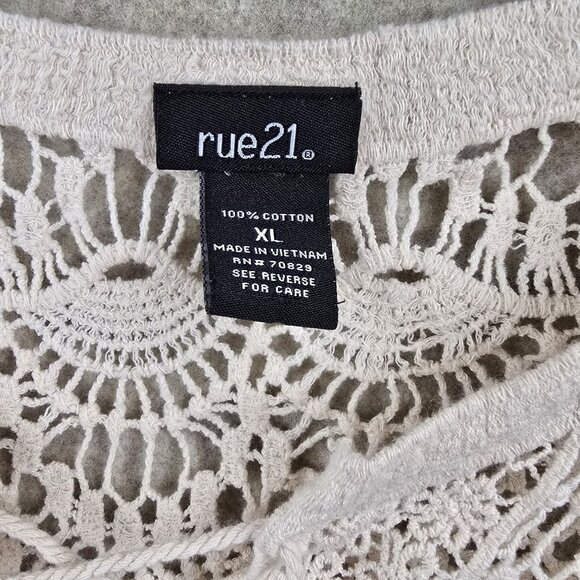 rue21®
100% COTTON
XL
MADE IN VIETNAM
RN# 70829
SEE REVERSE
FOR CARE